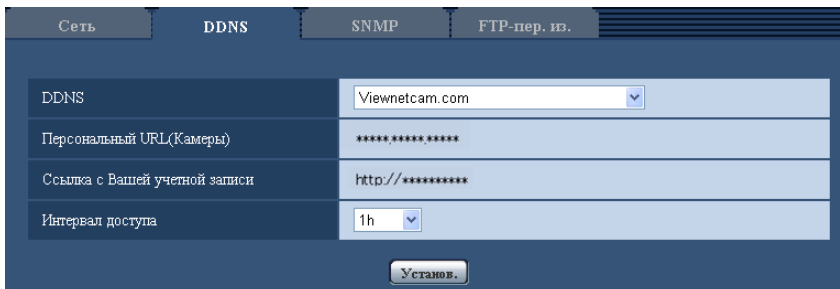 Сеть DDNS SNMP FTP-пер. из.
DDNS Viewnetcam.com
Персональный URL(Камеры) *****.*****.*****
Ссылка с Вашей учетной записи http://**********
Интервал доступа 1h
Установ.